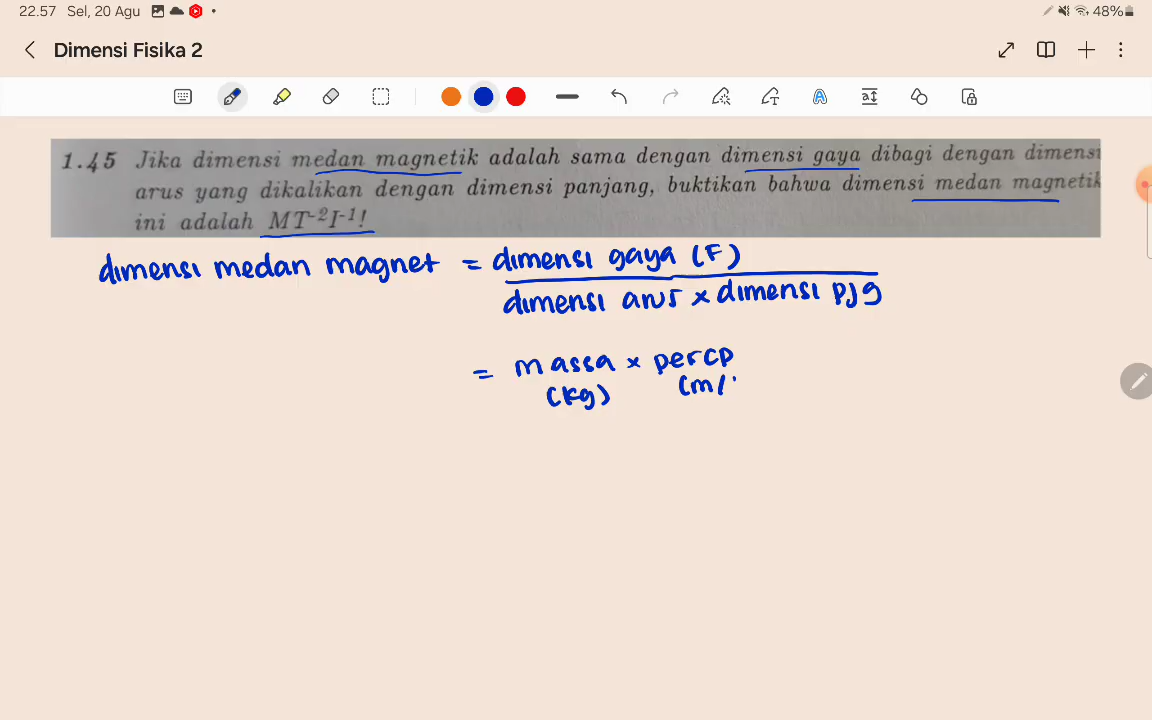 22.57 Sel, 20 Agu
48%
Dimensi Fisika 2
1.45 Jika dimensi medan magnetik adalah sama dengan dimensi gaya dibagi dengan dimensi
arus yang dikalikan dengan dimensi panjang, buktikan bahwa dimensi medan magnetik
ini adalah MT⁻²I⁻¹!
dimensi medan magnet = dimensi gaya (F)
dimensi arus × dimensi pjg
= massa × percp
(kg) (m/